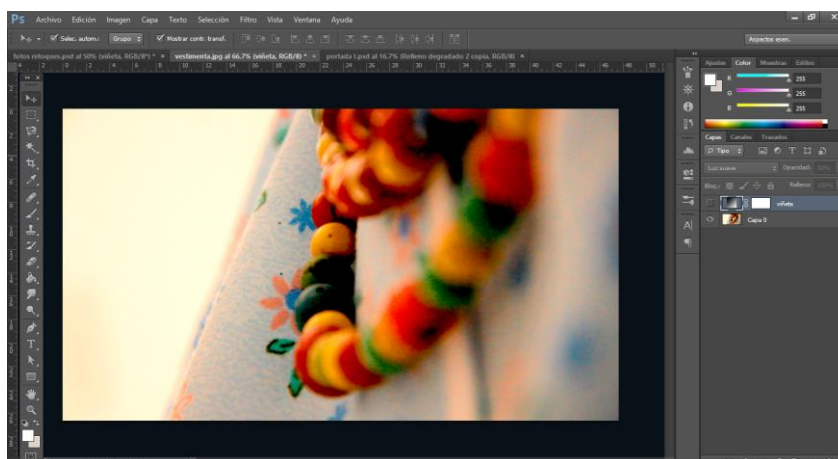 Ps Archivo Edición Imagen Capa Texto Selección Filtro Vista Ventana Ayuda
Selec. autom.: Grupo Mostrar contr. transf. Aspectos esen.
fotos retoques.psd al 50% (viñeta, RGB/8*) * × vestimenta.jpg al 66.7% (viñeta, RGB/8) * × portada I.psd al 16.7% (Relleno degradado 2 copia, RGB/8) ×
Ajustes Color Muestras Estilos
R 255
G 255
B 255
Capas Canales Trazados
Tipo
Luz suave Opacidad:
Bloq.: Relleno:
viñeta
Capa 0